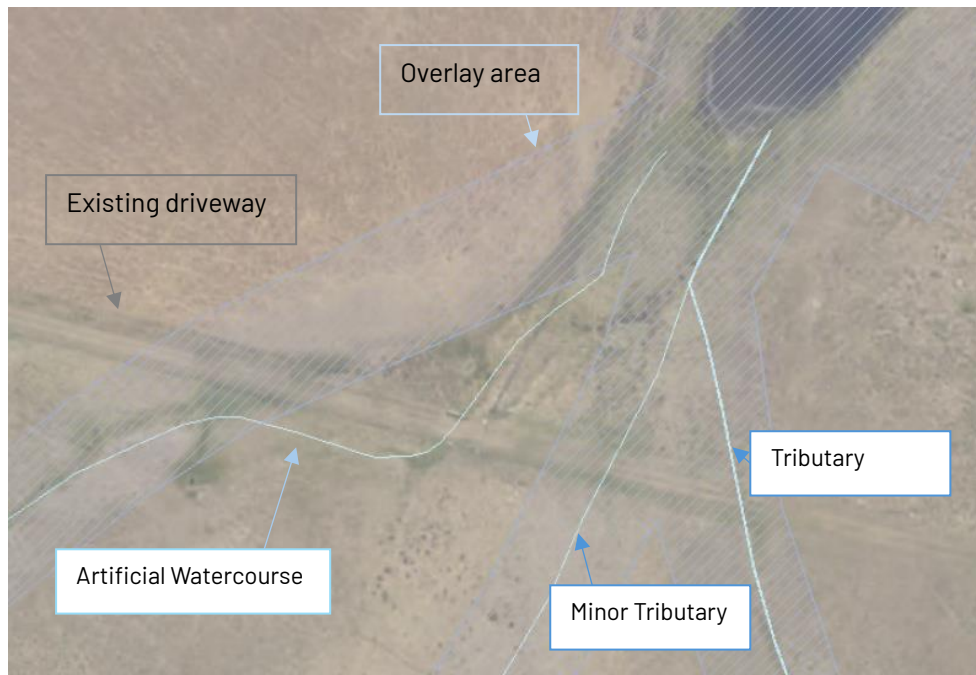 Overlay area
Existing driveway
Tributary
Artificial Watercourse
Minor Tributary